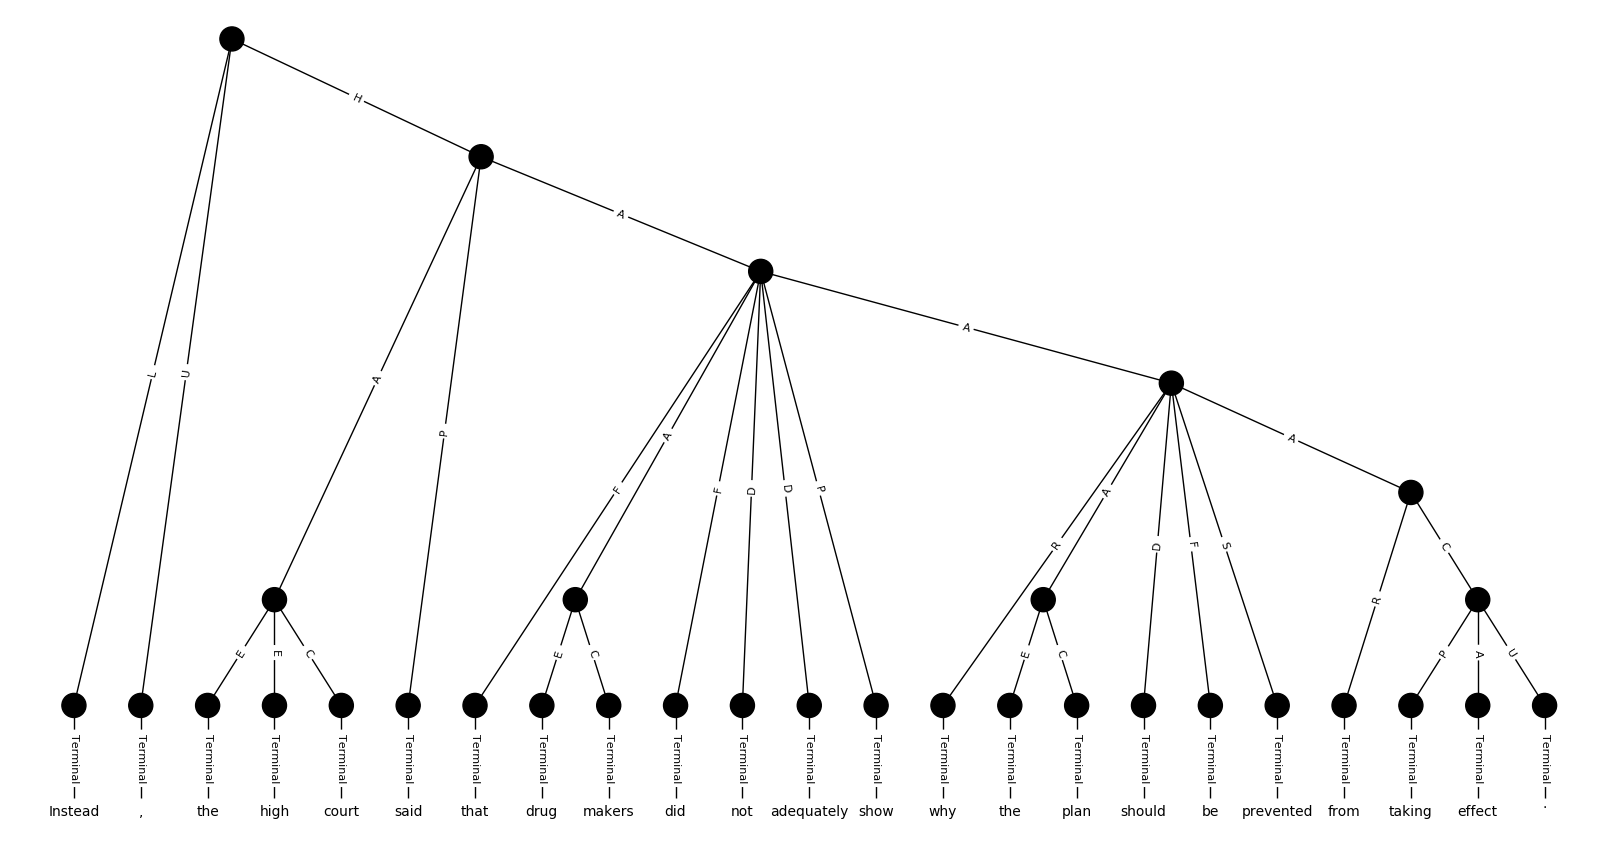 H
A
A
L
U
A
P
F
A
F
D
D
P
R
A
D
F
S
A
R
C
E
E
C
E
C
E
C
P
A
U
Terminal Terminal Terminal Terminal Terminal Terminal Terminal Terminal Terminal Terminal Terminal Terminal Terminal Terminal Terminal Terminal Terminal Terminal Terminal Terminal Terminal Terminal Terminal
Instead , the high court said that drug makers did not adequately show why the plan should be prevented from taking effect .